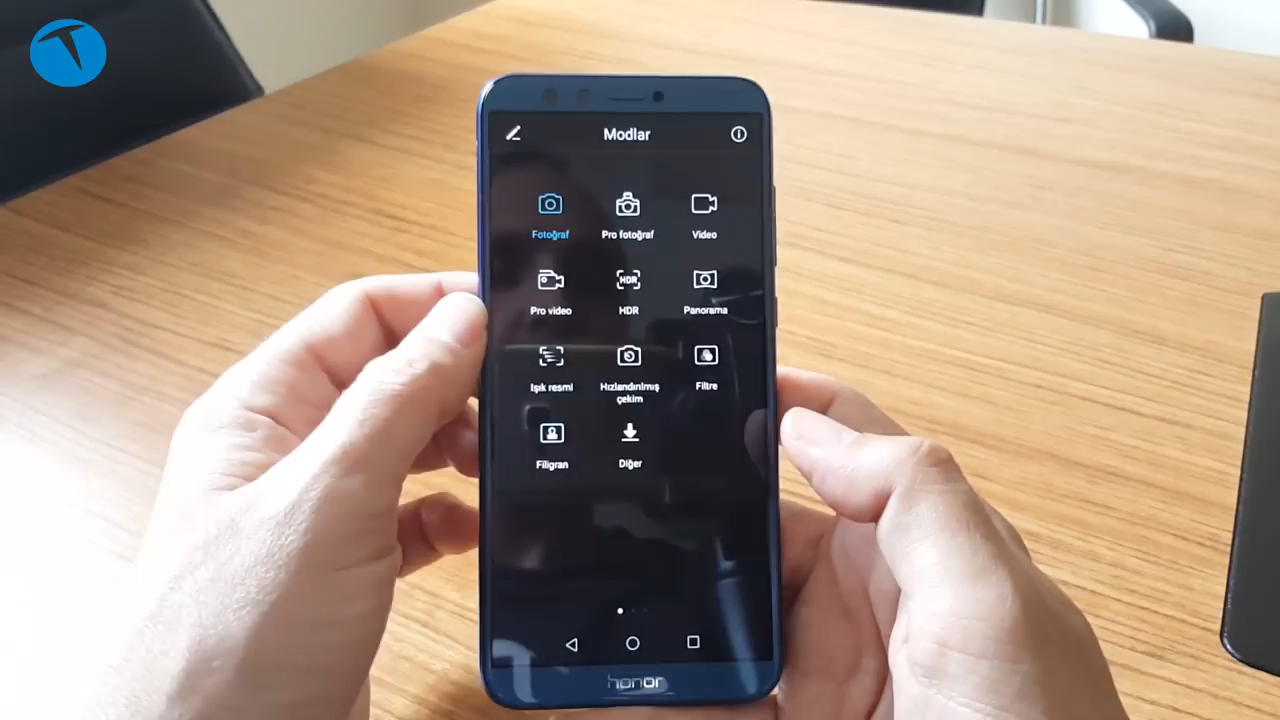 Modlar
Fotoğraf
Pro fotoğraf
Video
Pro video
HDR
HDR
Panorama
Işık resmi
Hızlandırılmış
çekim
Filtre
Filigran
Diğer
honor